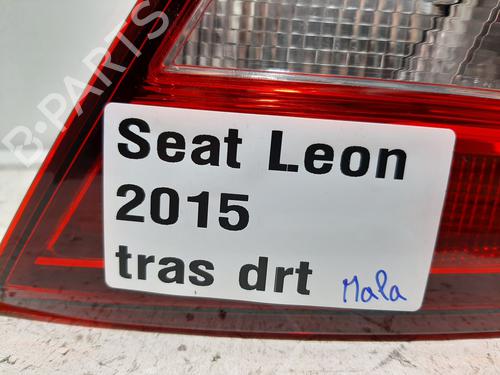 B-PARTS
Seat Leon
2015
tras drt
Mala